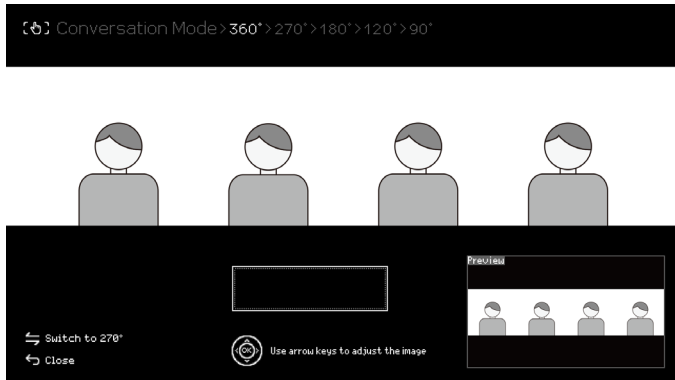 Conversation Mode>360°>270°>180°>120°>90°
Preview
Switch to 270°
OK
Use arrow keys to adjust the image
Close